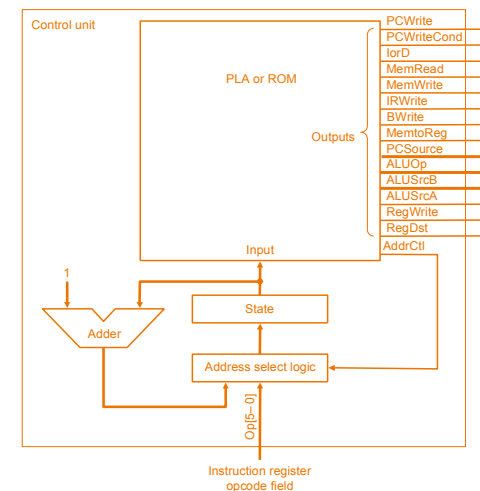 Control unit
PLA or ROM
Outputs
PCWrite
PCWriteCond
IorD
MemRead
MemWrite
IRWrite
BWrite
MemtoReg
PCSource
ALUOp
ALUSrcB
ALUSrcA
RegWrite
RegDst
AddrCtl
Input
1
State
Adder
Address select logic
Op[5–0]
Instruction register
opcode field